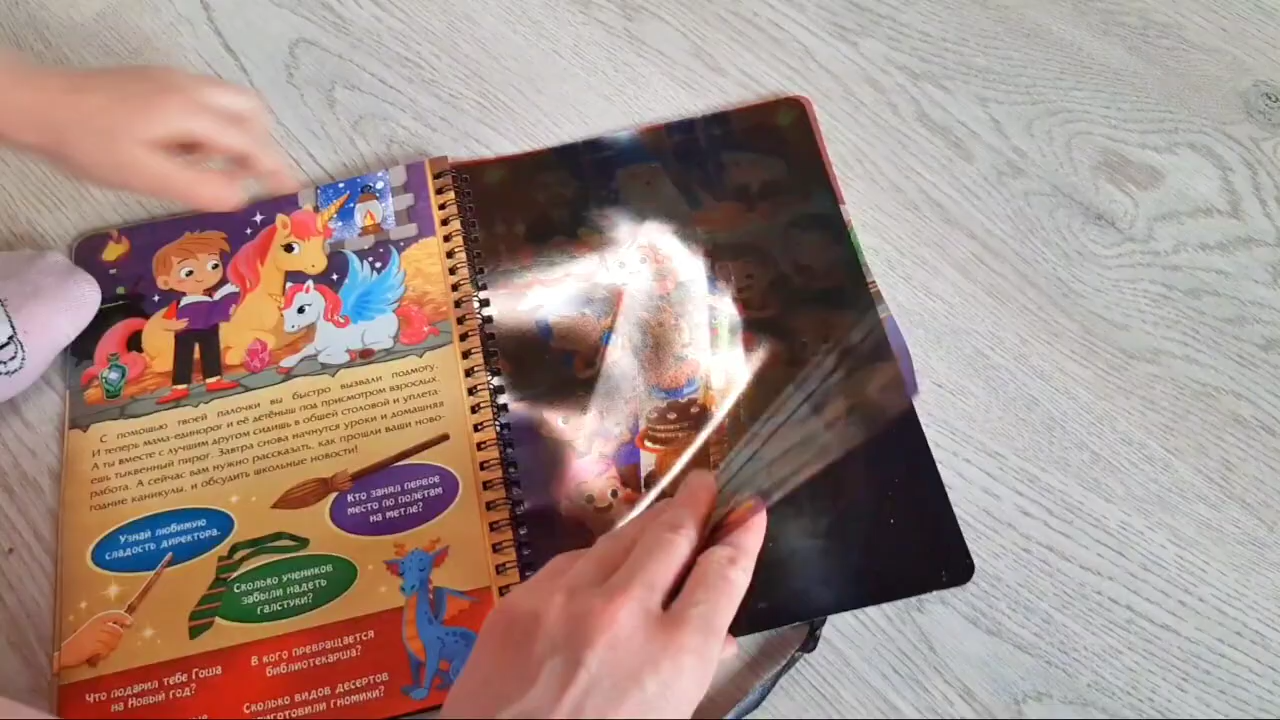 С помощью твоей палочки вы быстро вызвали подмогу.
И теперь мама-единорог и её детёныш под присмотром взрослых.
А ты вместе с лучшим другом сидишь в общей столовой и уплета-
ешь тыквенный пирог. Завтра снова начнутся уроки и домашняя
работа. А сейчас вам нужно рассказать, как прошли ваши ново-
годние каникулы, и обсудить школьные новости!
Кто занял первое
место по полётам
на метле?
Узнай любимую
сладость директора.
Сколько учеников
забыли надеть
галстуки?
Что подарил тебе Гоша
на Новый год?
В кого превращается
библиотекарша?
Сколько видов десертов
приготовили гномики?